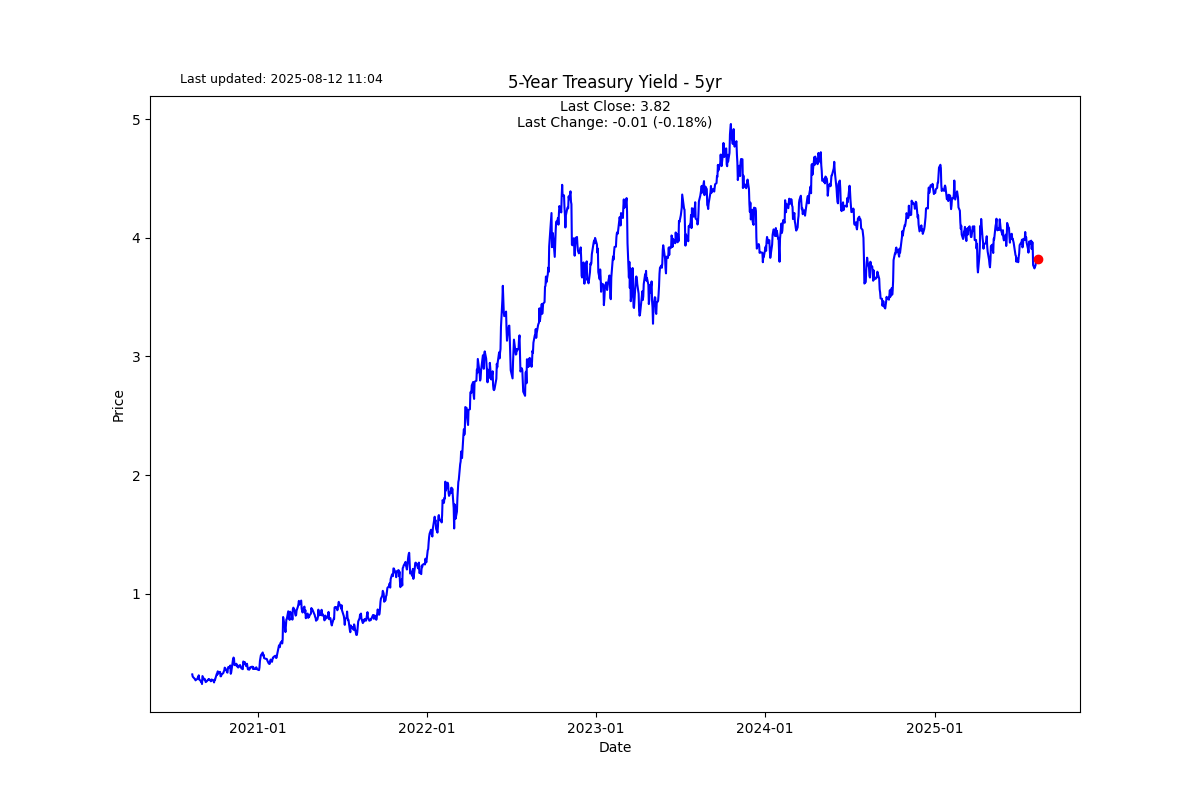 Last updated: 2025-08-12 11:04
5-Year Treasury Yield - 5yr
Last Close: 3.82
Last Change: -0.01 (-0.18%)
5
4
3
2
1
Price
2021-01
2022-01
2023-01
2024-01
2025-01
Date